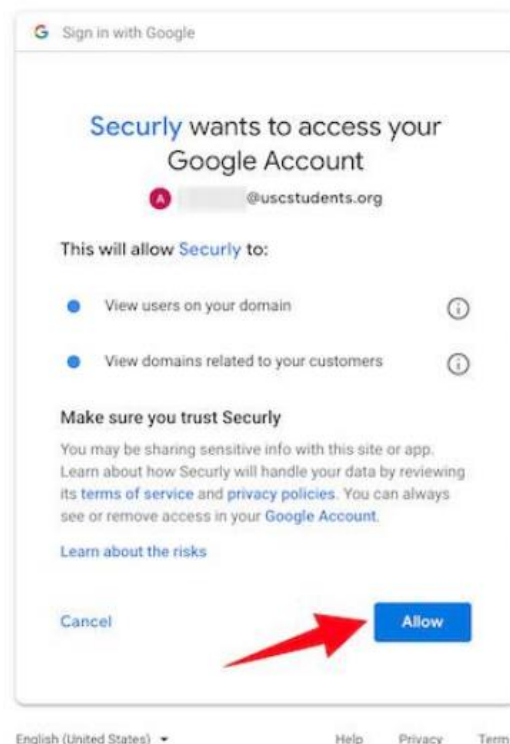 Sign in with Google
Securly wants to access your
Google Account
A @uscstudents.org
This will allow Securly to:
View users on your domain
View domains related to your customers
Make sure you trust Securly
You may be sharing sensitive info with this site or app.
Learn about how Securly will handle your data by reviewing
its terms of service and privacy policies. You can always
see or remove access in your Google Account.
Learn about the risks
Cancel Allow
English (United States) Help Privacy Term